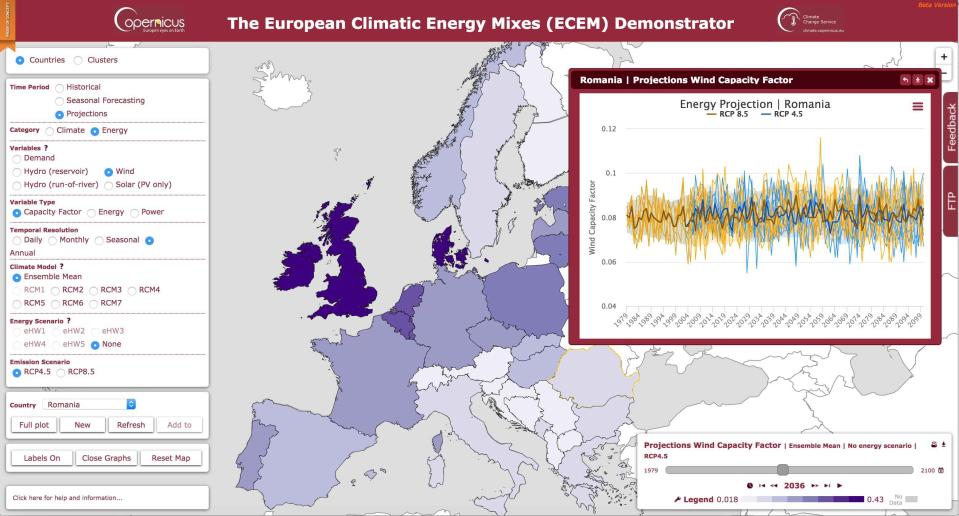 PROOF OF CONCEPT
Copernicus
Europe's eyes on Earth
The European Climatic Energy Mixes (ECEM) Demonstrator
Climate
Change Service
climate.copernicus.eu
Beta Version
Countries Clusters
Time Period Historical
Seasonal Forecasting
Projections
Category Climate Energy
Variables ?
Demand
Hydro (reservoir) Wind
Hydro (run-of-river) Solar (PV only)
Variable Type
Capacity Factor Energy Power
Temporal Resolution
Daily Monthly Seasonal
Annual
Climate Model ?
Ensemble Mean
RCM1 RCM2 RCM3 RCM4
RCM5 RCM6 RCM7
Energy Scenario ?
eHW1 eHW2 eHW3
eHW4 eHW5 None
Emission Scenario
RCP4.5 RCP8.5
Country Romania
Full plot New Refresh Add to
Labels On Close Graphs Reset Map
Click here for help and information...
+
−
Feedback
FTP
Romania | Projections Wind Capacity Factor
Energy Projection | Romania
RCP 8.5 RCP 4.5
Wind Capacity Factor
0.12
0.1
0.08
0.06
0.04
1979 1984 1989 1994 1999 2004 2009 2014 2019 2024 2029 2034 2039 2044 2049 2054 2059 2064 2069 2074 2079 2084 2089 2094 2099
Projections Wind Capacity Factor | Ensemble Mean | No energy scenario |
RCP4.5
1979 2100
2036
Legend 0.018 0.43 No Data